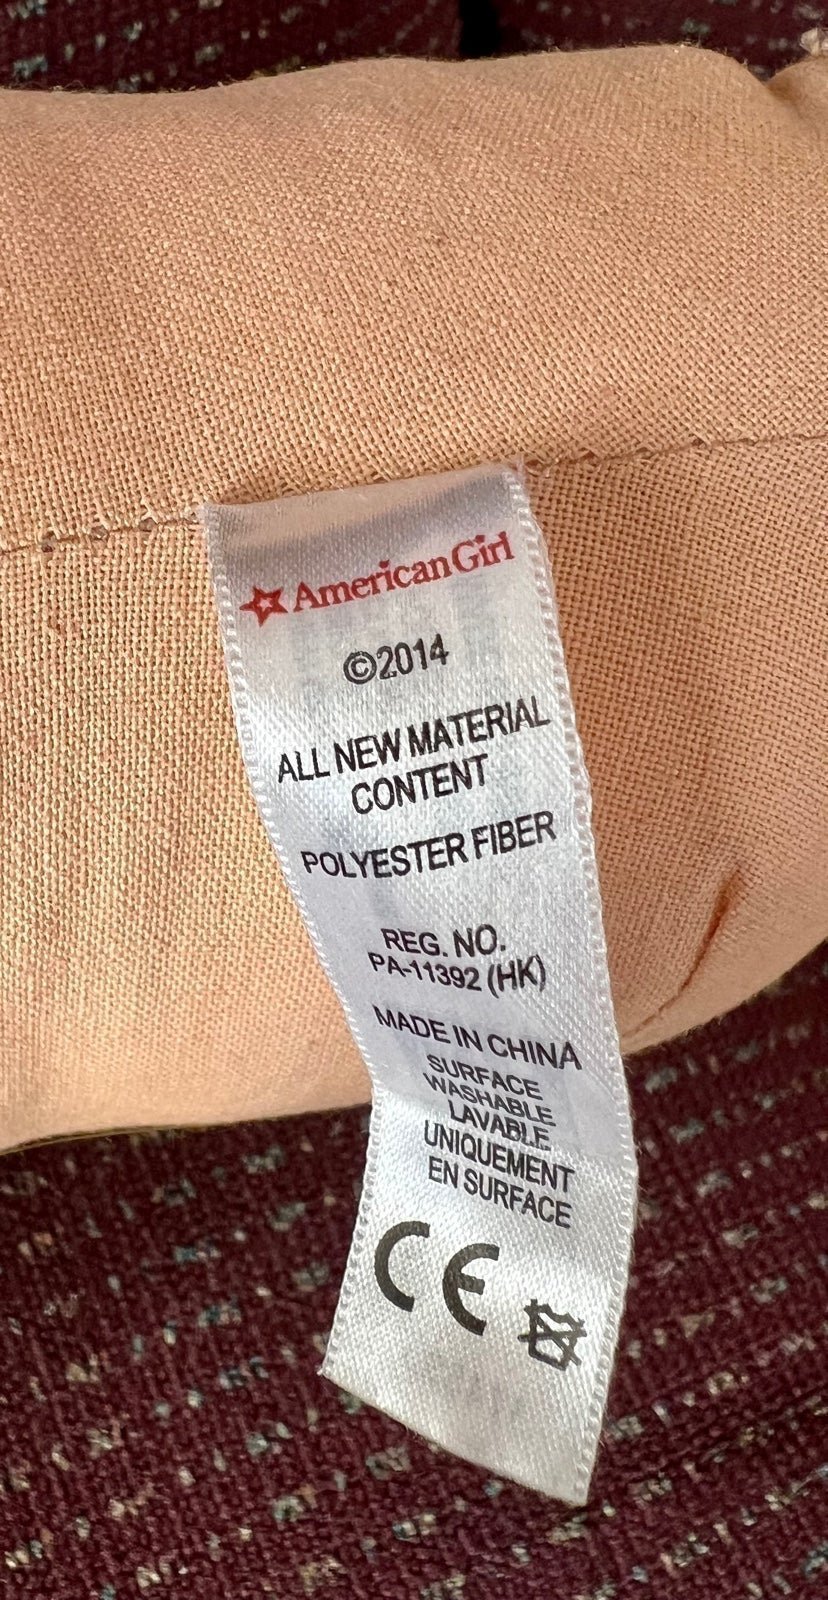 American Girl
©2014
ALL NEW MATERIAL
CONTENT
POLYESTER FIBER
REG. NO.
PA-11392 (HK)
MADE IN CHINA
SURFACE
WASHABLE
LAVABLE
UNIQUEMENT
EN SURFACE
CE